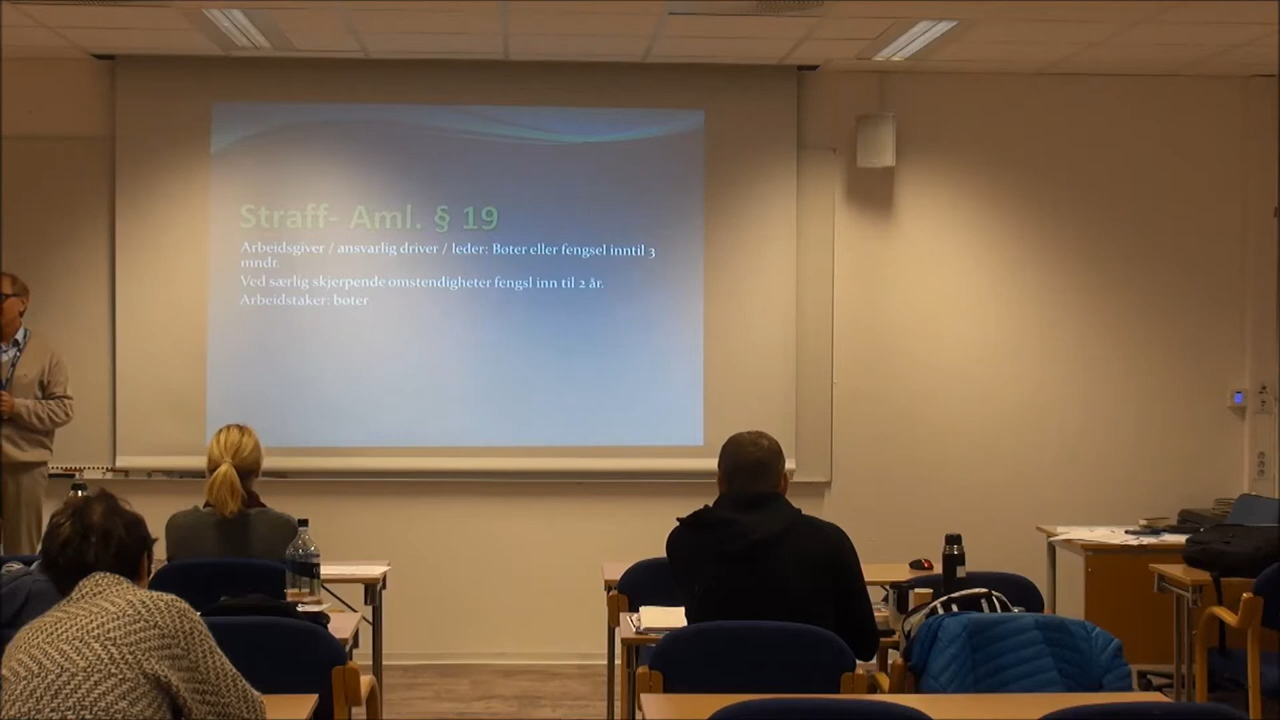 Straff- Aml. § 19
Arbeidsgiver / ansvarlig driver / leder: Bøter eller fengsel inntil 3
mndr.
Ved særlig skjerpende omstendigheter fengsl inn til 2 år.
Arbeidstaker: bøter